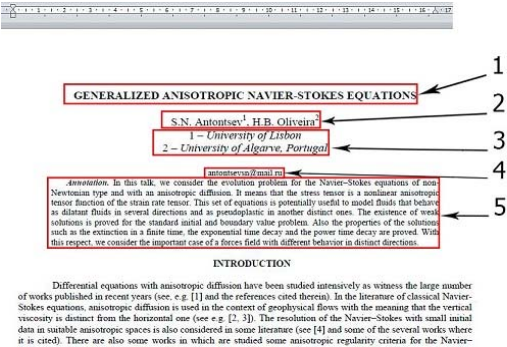 1
GENERALIZED ANISOTROPIC NAVIER-STOKES EQUATIONS
2
S.N. Antontsev¹, H.B. Oliveira²
3
1 – University of Lisbon
2 – University of Algarve, Portugal
4
antontsevsn@mail.ru
Annotation. In this talk, we consider the evolution problem for the Navier–Stokes equations of non-
Newtonian type and with an anisotropic diffusion. It means that the stress tensor is a nonlinear anisotropic
tensor function of the strain rate tensor. This set of equations is potentially useful to model fluids that behave
as dilatant fluids in several directions and as pseudoplastic in another distinct ones. The existence of weak
solutions is proved for the standard initial and boundary value problem. Also the properties of the solutions
such as the extinction in a finite time, the exponential time decay and the power time decay are proved. With
this respect, we consider the important case of a forces field with different behavior in distinct directions.
5
INTRODUCTION
Differential equations with anisotropic diffusion have been studied intensively as witness the large number
of works published in recent years (see, e.g. [1] and the references cited therein). In the literature of classical Navier-
Stokes equations, anisotropic diffusion is used in the context of geophysical flows with the meaning that the vertical
viscosity is distinct from the horizontal one (see e.g. [2, 3]). The resolution of the Navier–Stokes with small initial
data in suitable anisotropic spaces is also considered in some literature (see [4] and some of the several works where
it is cited). There are also some works in which are studied some anisotropic regularity criteria for the Navier–